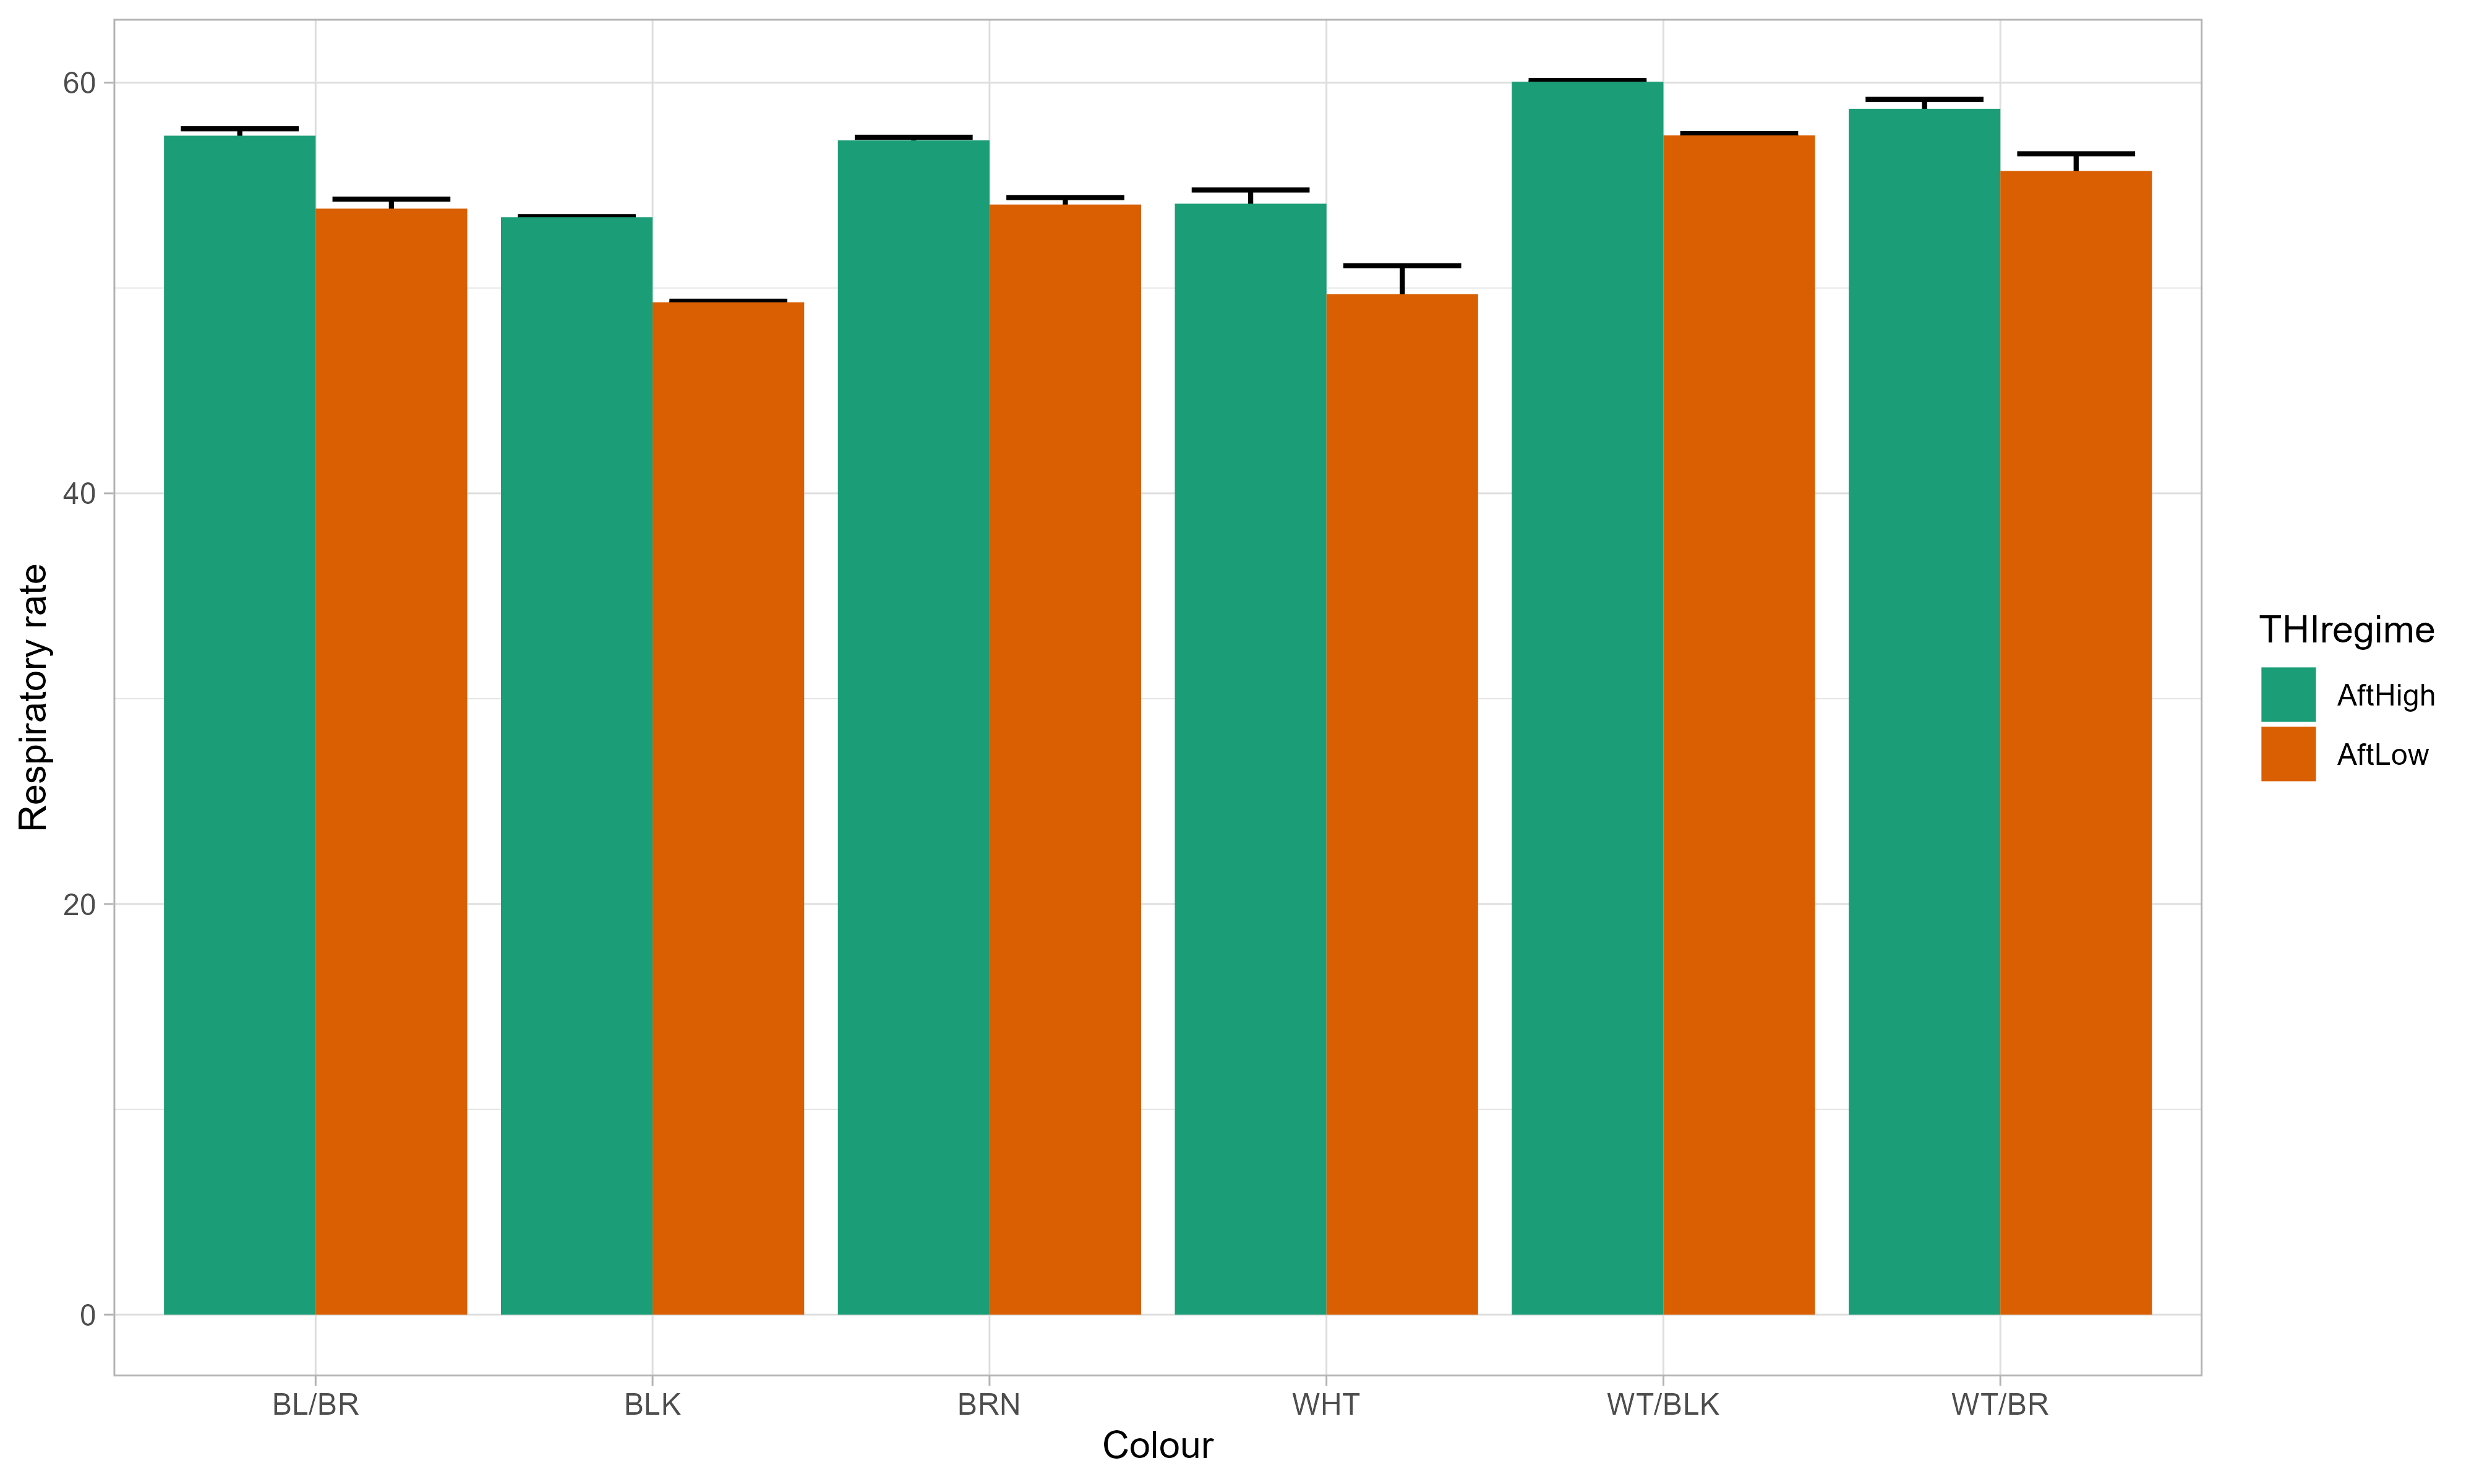 60
40
20
0
Respiratory rate
BL/BR
BLK
BRN
WHT
WT/BLK
WT/BR
Colour
THIregime
AftHigh
AftLow